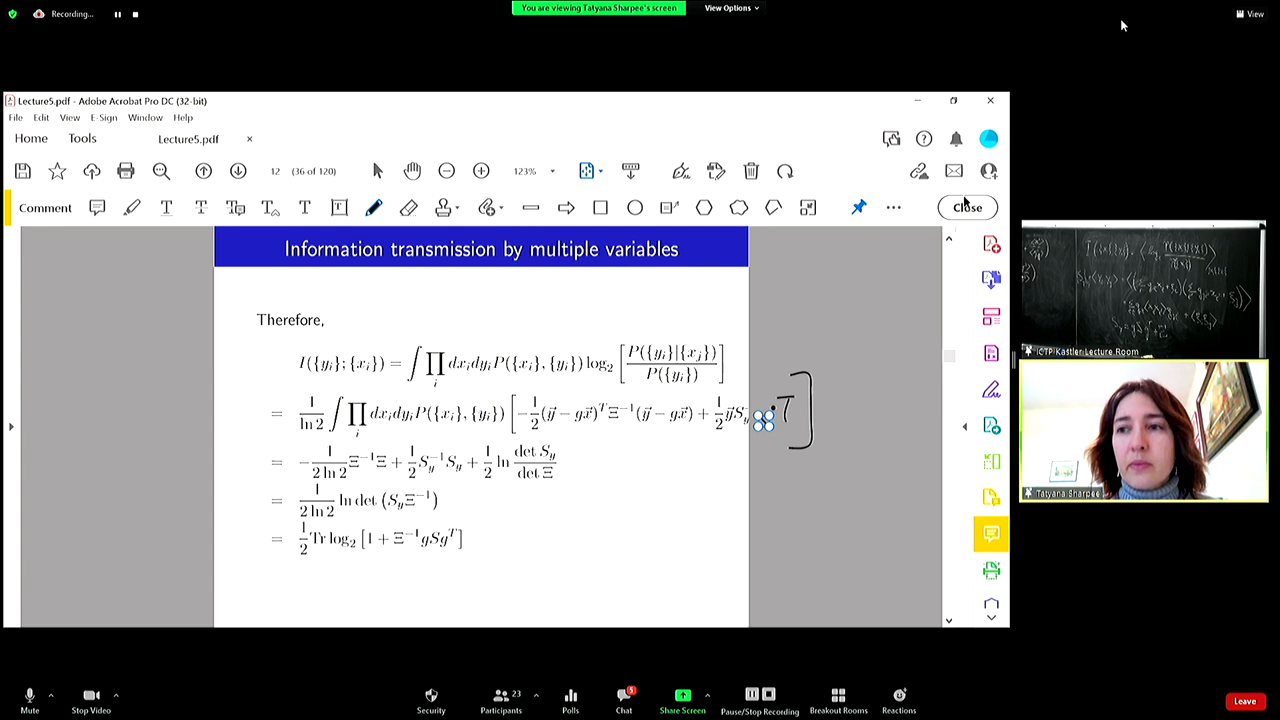 Recording...
You are viewing Tatyana Sharpee's screen
View Options
View
Lecture5.pdf - Adobe Acrobat Pro DC (32-bit)
File Edit View E-Sign Window Help
Home Tools Lecture5.pdf ×
12 (36 of 120) 123%
Comment
Close
Information transmission by multiple variables
Therefore,
I({y_i}; {x_i}) = ∫ ∏_i dx_i dy_i P({x_i}, {y_i}) log_2 [P({y_i}|{x_j}) / P({y_i})]
= 1/ln 2 ∫ ∏_i dx_i dy_i P({x_i}, {y_i}) [−1/2 (y⃗ − gx⃗)^T Ξ^−1 (y⃗ − gx⃗) + 1/2 y⃗S_y T ]
= −1/(2 ln 2) Ξ^−1 Ξ + 1/2 S_y^−1 S_y + 1/2 ln (det S_y / det Ξ)
= 1/(2 ln 2) ln det (S_y Ξ^−1)
= 1/2 Tr log_2 [1 + Ξ^−1 gSg^T]
ICTP Kastler Lecture Room
Tatyana Sharpee
Mute
Stop Video
Security
Participants 23
Polls
Chat 5
Share Screen
Pause/Stop Recording
Breakout Rooms
Reactions
Leave